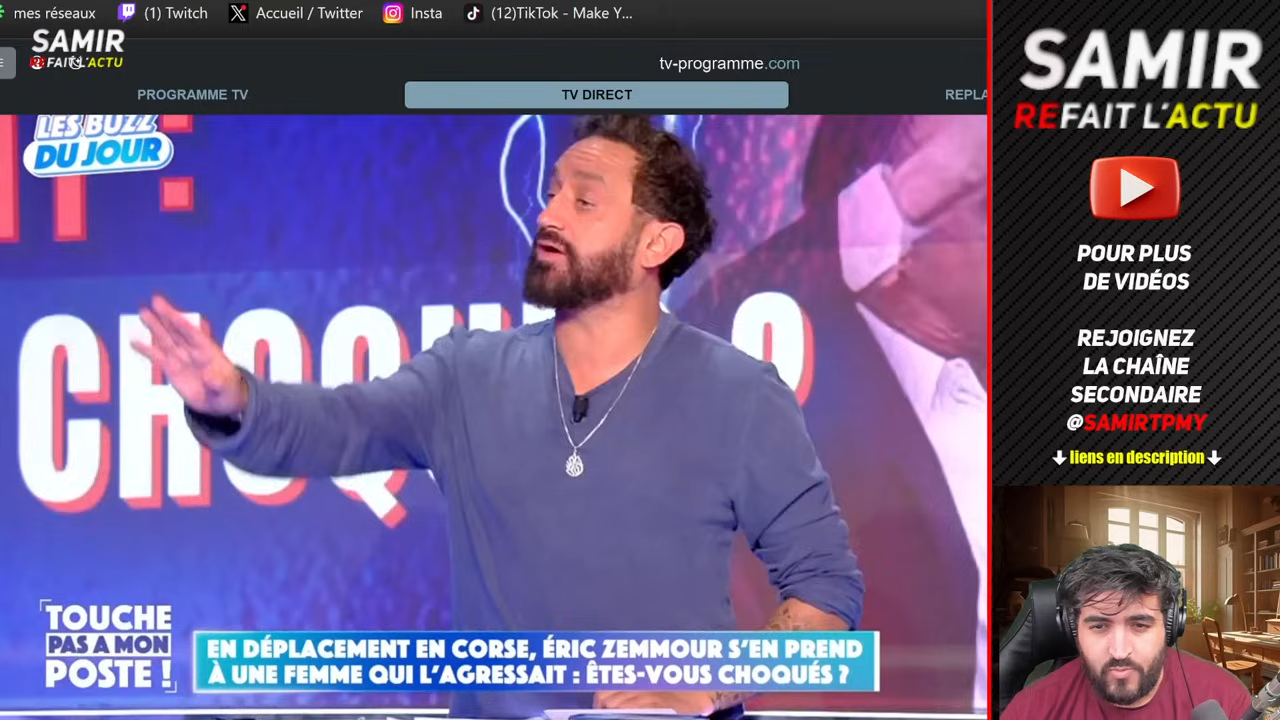 mes réseaux
(1) Twitch
Accueil / Twitter
Insta
(12)TikTok - Make Y...
SAMIR
REFAIT L'ACTU
tv-programme.com
PROGRAMME TV
TV DIRECT
REPLA
LES BUZZ
DU JOUR
TOUCHE
PAS A MON
POSTE !
EN DÉPLACEMENT EN CORSE, ÉRIC ZEMMOUR S'EN PREND
À UNE FEMME QUI L'AGRESSAIT : ÊTES-VOUS CHOQUÉS ?
SAMIR
REFAIT L'ACTU
POUR PLUS
DE VIDÉOS
REJOIGNEZ
LA CHAÎNE
SECONDAIRE
@SAMIRTPMY
liens en description